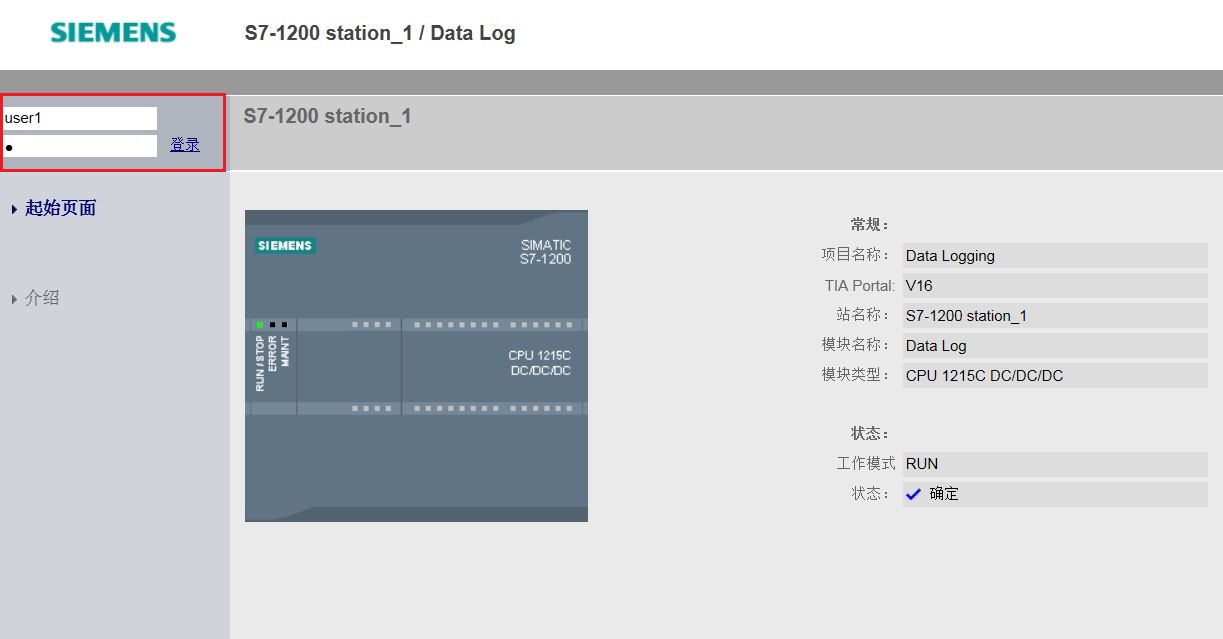 SIEMENS
S7-1200 station_1 / Data Log
user1
登录
S7-1200 station_1
起始页面
介绍
SIEMENS
SIMATIC
S7-1200
RUN / STOP
ERROR
MAINT
CPU 1215C
DC/DC/DC
常规：
项目名称： Data Logging
TIA Portal: V16
站名称： S7-1200 station_1
模块名称： Data Log
模块类型： CPU 1215C DC/DC/DC
状态：
工作模式 RUN
状态： 确定